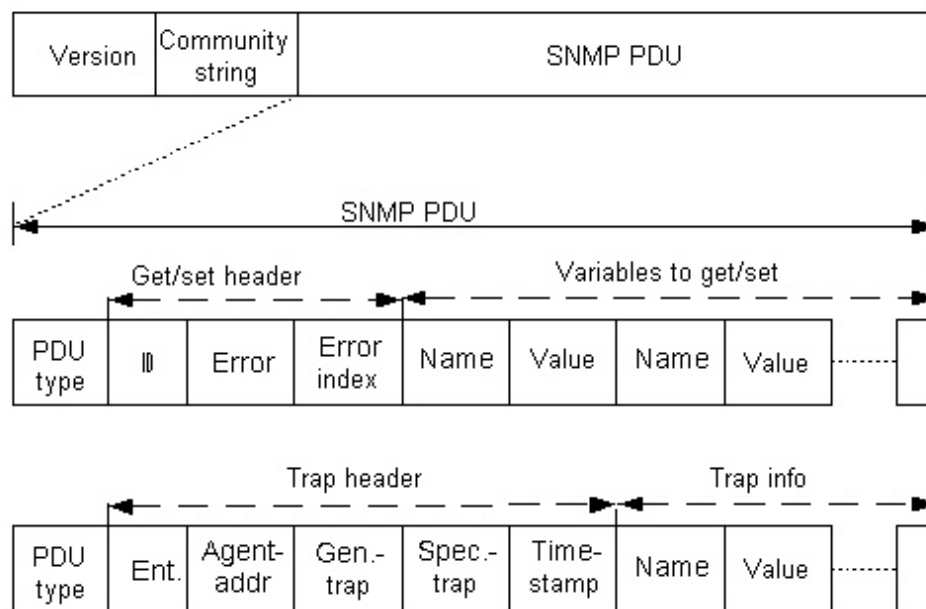 Version
Community
string
SNMP PDU
SNMP PDU
Get/set header
Variables to get/set
PDU
type
ID
Error
Error
index
Name
Value
Name
Value
Trap header
Trap info
PDU
type
Ent.
Agent-
addr
Gen.-
trap
Spec.-
trap
Time-
stamp
Name
Value